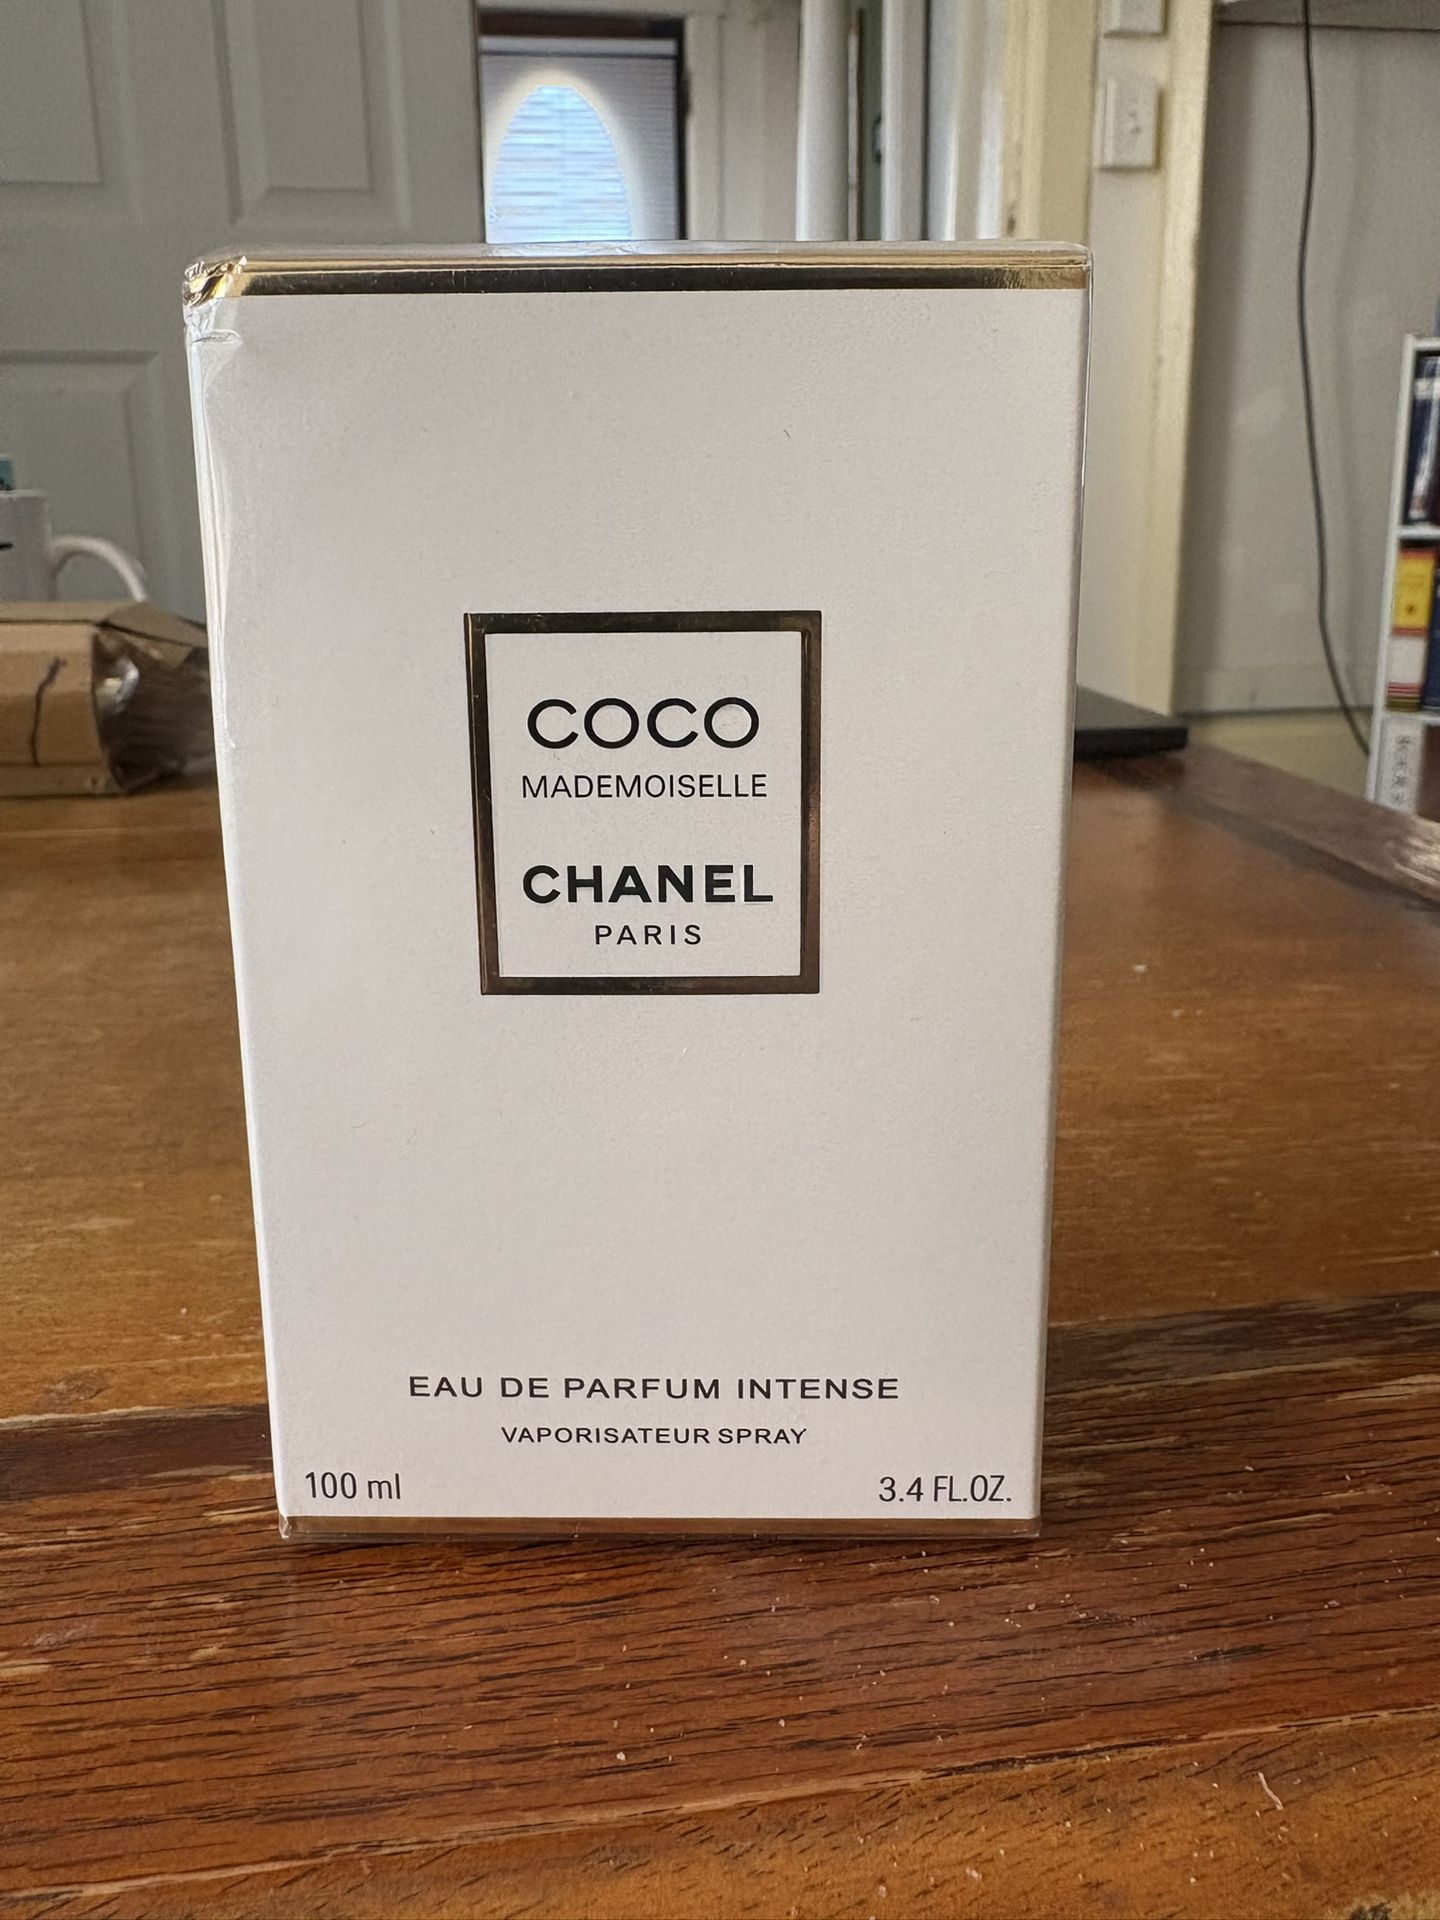 COCO
MADEMOISELLE
CHANEL
PARIS
EAU DE PARFUM INTENSE
VAPORISATEUR SPRAY
100 ml
3.4 FL.OZ.